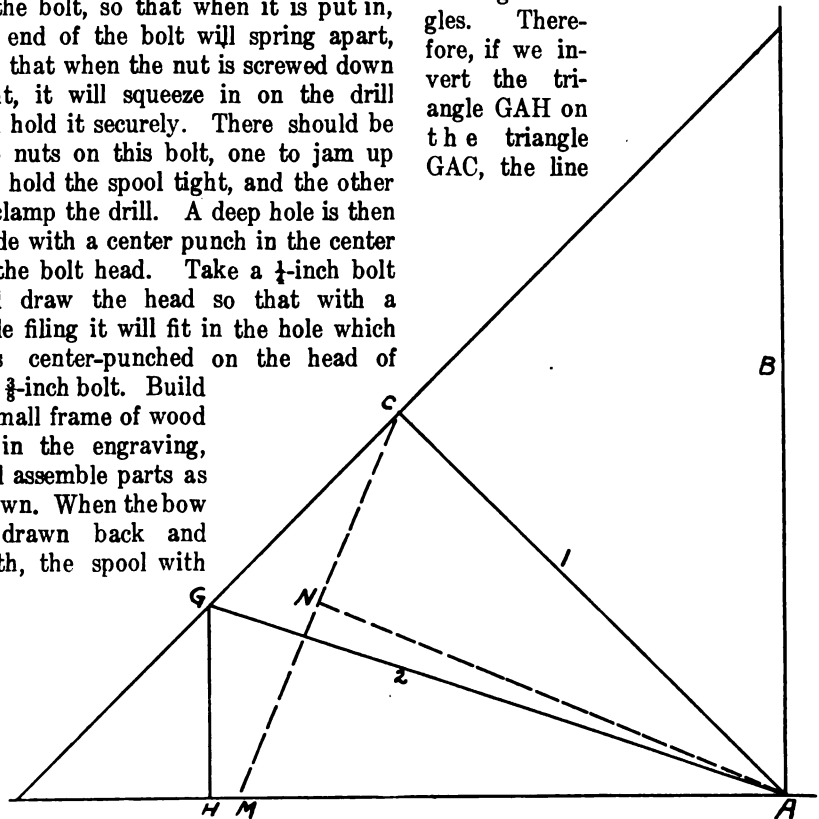 the bolt, so that when it is put in,
end of the bolt will spring apart,
that when the nut is screwed down
it will squeeze in on the drill
hold it securely. There should be
nuts on this bolt, one to jam up
hold the spool tight, and the other
clamp the drill. A deep hole is then
with a center punch in the center
the bolt head. Take a ¼-inch bolt
draw the head so that with a
filing it will fit in the hole which
center-punched on the head of
⅜-inch bolt. Build
small frame of wood
in the engraving,
assemble parts as
When the bow
drawn back and
the spool with
gles. There-
fore, if we in-
vert the tri-
angle GAH on
the triangle
GAC, the line
B
C
1
G
N
2
H M A